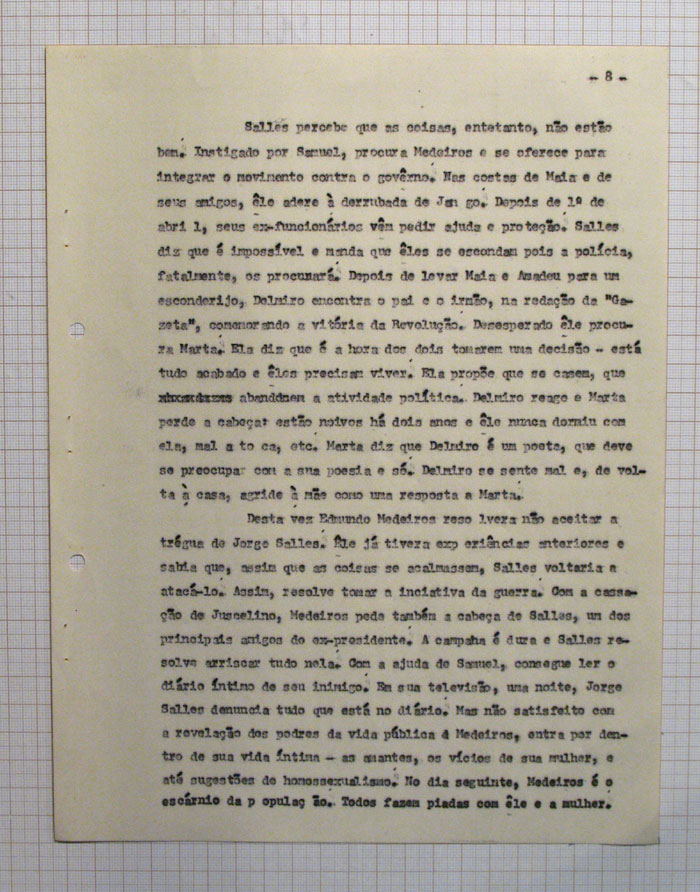 - 8 -
Salles percebe que as coisas, entetanto, não estão
bem. Instigado por Samuel, procura Medeiros e se oferece para
integrar o movimento contra o govêrno. Nas costas de Maia e de
seus amigos, êle adere à derrubada de Jan go. Depois de 1º de
abri l, seus ex-funcionários vêm pedir ajuda e proteção. Salles
diz que é impossível e manda que êles se escondam pois a polícia,
fatalmente, os procurará. Depois de levar Maia e Amadeu para um
esconderijo, Delmiro encontra o pai e o irmão, na redação da "Ga-
zeta", comemorando a vitória da Revolução. Desesperado êle procu-
ra Marta. Ela diz que é a hora dos dois tomarem uma decisão - está
tudo acabado e êles precisam viver. Ela propõe que se casem, que
abandônem a atividade política. Delmiro reage e Marta
perde a cabeça: estão noivos há dois anos e êle nunca dormiu com
ela, mal a to ca, etc. Marta diz que Delmiro é um poeta, que deve
se preocupar com a sua poesia e só. Delmiro se sente mal e, de vol-
ta à casa, agride à mãe como uma resposta a Marta.
Desta vez Edmundo Medeiros reso lvera não aceitar a
trégua de Jorge Salles. Êle já tivera exp eriências anteriores e
sabia que, assim que as coisas se acalmassem, Salles voltaria a
atacá-lo. Assim, resolve tomar a inciativa da guerra. Com a cassa-
ção de Juscelino, Medeiros pede também a cabeça de Salles, um dos
principais amigos do ex-presidente. A campanha é dura e Salles re-
solve arriscar tudo nela. Com a ajuda de Samuel, consegue ler o
diário íntimo de seu inimigo. Em sua televisão, uma noite, Jorge
Salles denuncia tudo que está no diário. Mas não satisfeito com
a revelação dos podres da vida pública d Medeiros, entra por den-
tro de sua vida íntima - as amantes, os vícios de sua mulher, e
até sugestões de homossexualismo. No dia seguinte, Medeiros é o
escárnio da p opulaç ão. Todos fazem piadas com êle e a mulher.